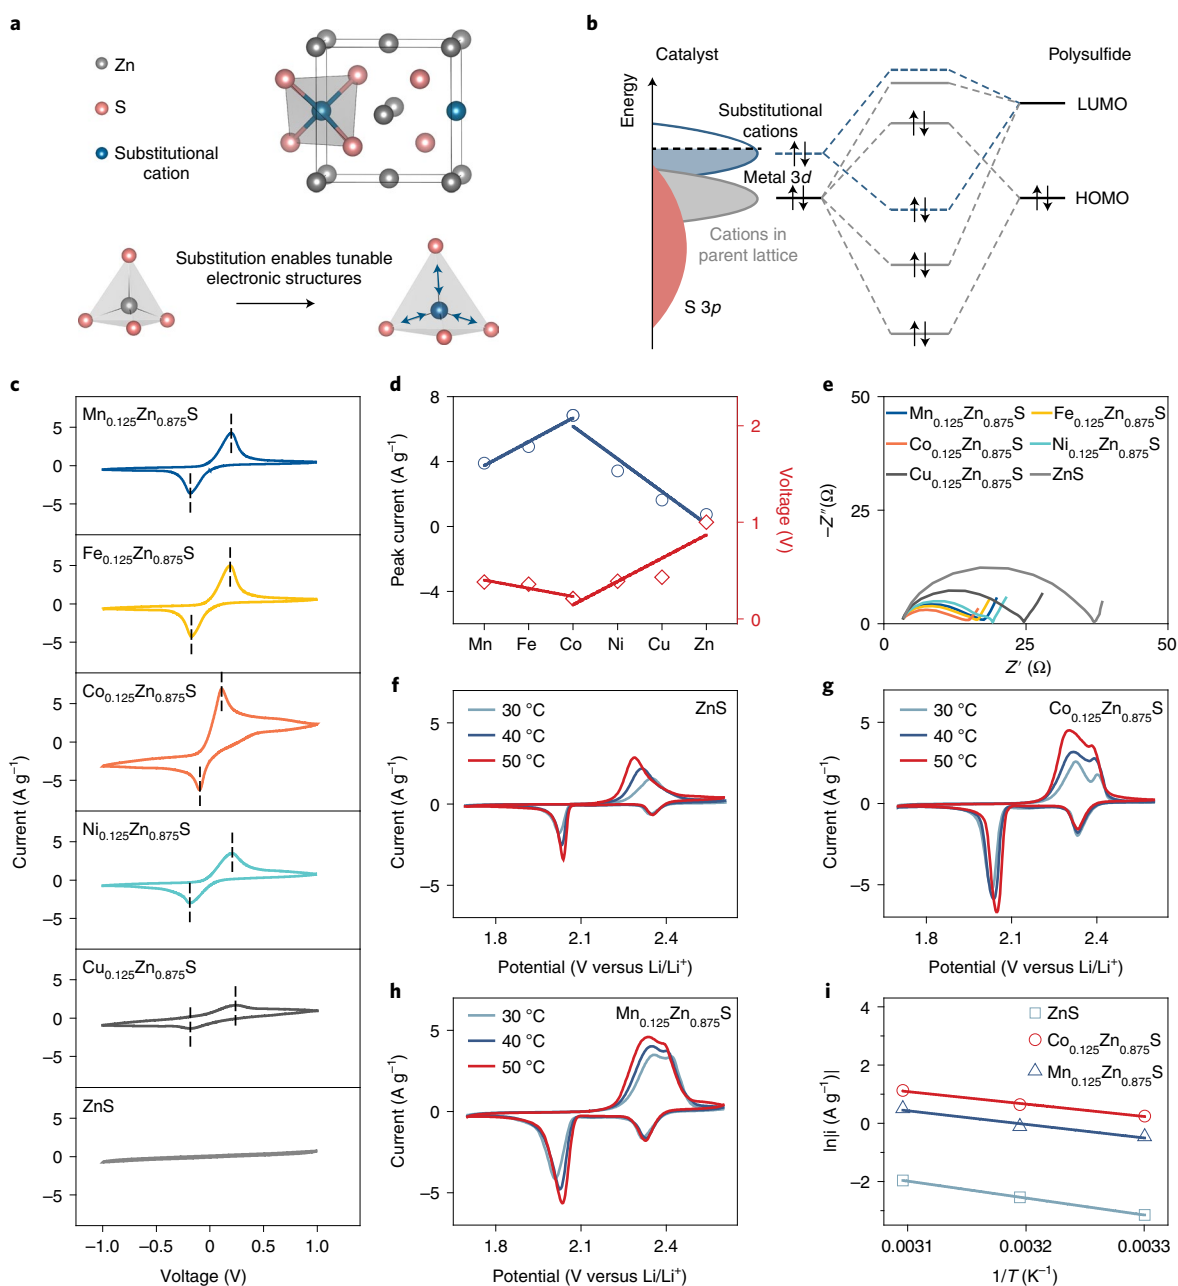 a
Zn
S
Substitutional
cation
Substitution enables tunable
electronic structures
b
Catalyst
Polysulfide
Energy
Substitutional
cations
Metal 3d
Cations in
parent lattice
S 3p
LUMO
HOMO
c
Mn0.125Zn0.875S
5
0
−5
Fe0.125Zn0.875S
5
0
−5
Co0.125Zn0.875S
5
0
−5
Ni0.125Zn0.875S
5
0
−5
Cu0.125Zn0.875S
5
0
−5
ZnS
5
0
−5
Current (A g−1)
−1.0 −0.5 0 0.5 1.0
Voltage (V)
d
8
4
0
−4
Peak current (A g−1)
2
1
0
Voltage (V)
Mn Fe Co Ni Cu Zn
e
50
25
0
−Z″(Ω)
Mn0.125Zn0.875S Fe0.125Zn0.875S
Co0.125Zn0.875S Ni0.125Zn0.875S
Cu0.125Zn0.875S ZnS
0 25 50
Z′ (Ω)
f
30 °C
40 °C
50 °C
ZnS
5
0
−5
Current (A g−1)
1.8 2.1 2.4
Potential (V versus Li/Li+)
g
30 °C
40 °C
50 °C
Co0.125Zn0.875S
5
0
−5
Current (A g−1)
1.8 2.1 2.4
Potential (V versus Li/Li+)
h
30 °C
40 °C
50 °C
Mn0.125Zn0.875S
5
0
−5
Current (A g−1)
1.8 2.1 2.4
Potential (V versus Li/Li+)
i
ZnS
Co0.125Zn0.875S
Mn0.125Zn0.875S
4
2
0
−2
ln|i (A g−1)|
0.0031 0.0032 0.0033
1/T (K−1)